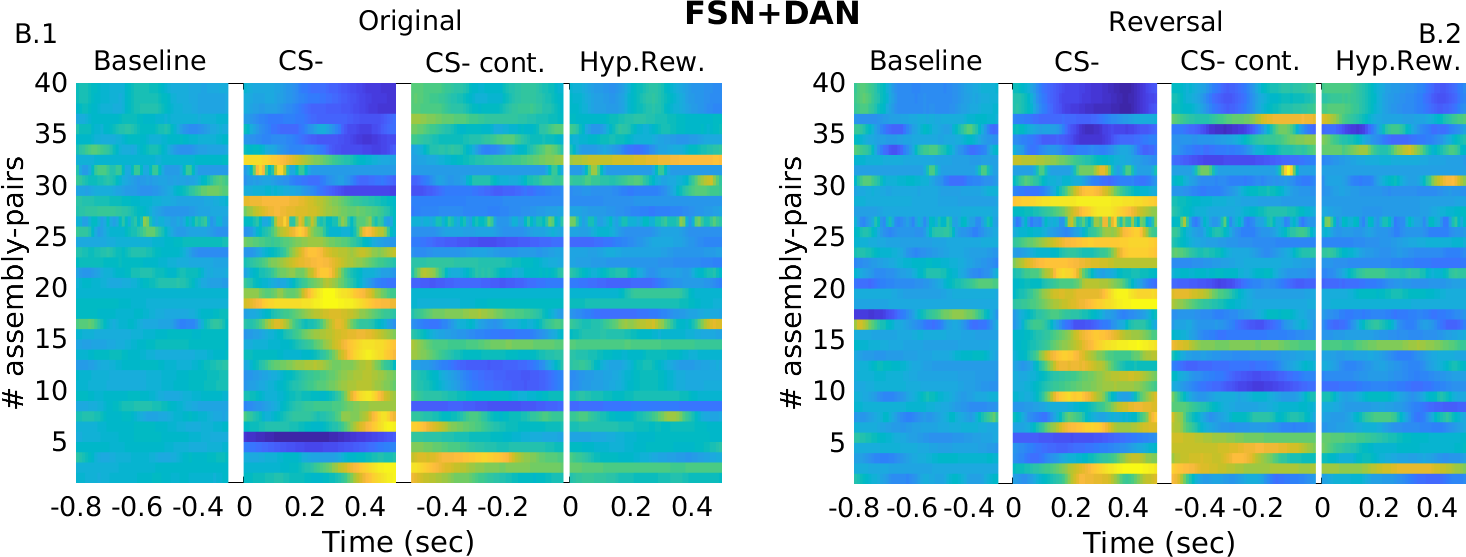 FSN+DAN
B.1
Original
Baseline CS- CS- cont. Hyp.Rew.
40
35
30
25
20
15
10
5
# assembly-pairs
-0.8 -0.6 -0.4 0 0.2 0.4 -0.4 -0.2 0 0.2 0.4
Time (sec)
Reversal
B.2
Baseline CS- CS- cont. Hyp.Rew.
40
35
30
25
20
15
10
5
# assembly-pairs
-0.8 -0.6 -0.4 0 0.2 0.4 -0.4 -0.2 0 0.2 0.4
Time (sec)